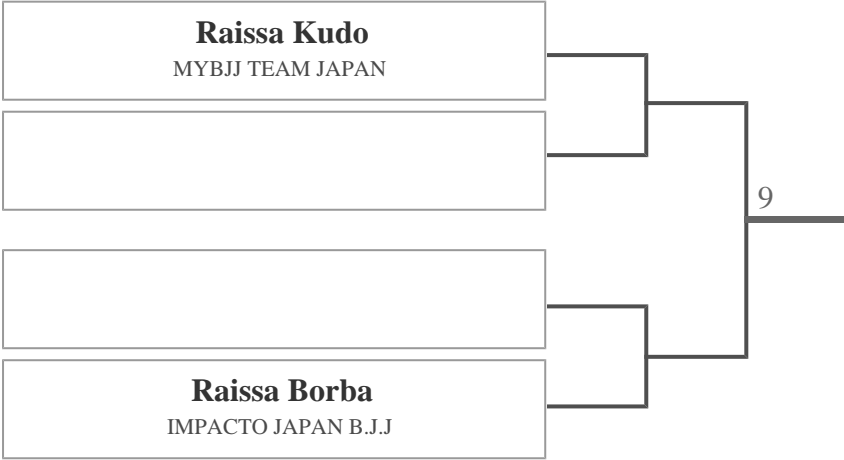 Raissa Kudo
MYBJJ TEAM JAPAN
9
Raissa Borba
IMPACTO JAPAN B.J.J